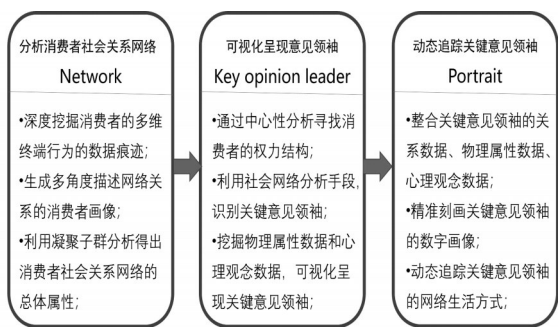 分析消费者社会关系网络
Network
•深度挖掘消费者的多维
终端行为的数据痕迹;
•生成多角度描述网络关
系的消费者画像;
•利用凝聚子群分析得出
消费者社会关系网络的
总体属性;
可视化呈现意见领袖
Key opinion leader
•通过中心性分析寻找消
费者的权力结构;
•利用社会网络分析手段,
识别关键意见领袖;
•挖掘物理属性数据和心
理观念数据，可视化呈
现关键意见领袖;
动态追踪关键意见领袖
Portrait
•整合关键意见领袖的关
系数据、物理属性数据、
心理观念数据;
•精准刻画关键意见领袖
的数字画像;
•动态追踪关键意见领袖
的网络生活方式;